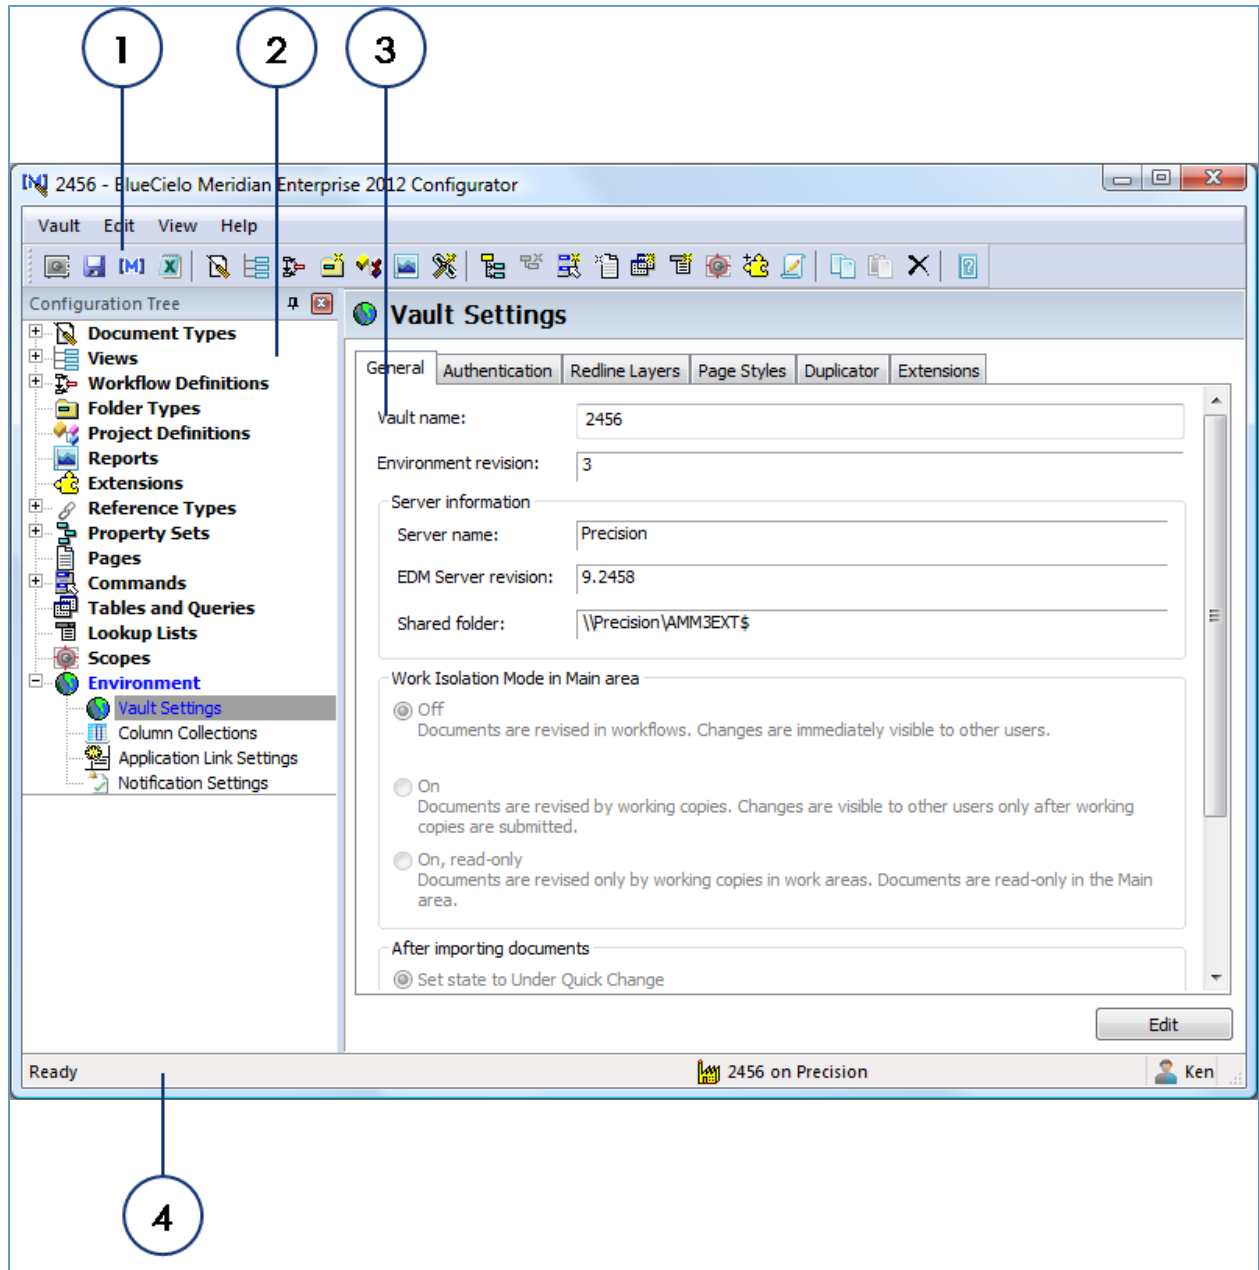 1 2 3
2456 - BlueCielo Meridian Enterprise 2012 Configurator
Vault Edit View Help
Configuration Tree
Document Types
Views
Workflow Definitions
Folder Types
Project Definitions
Reports
Extensions
Reference Types
Property Sets
Pages
Commands
Tables and Queries
Lookup Lists
Scopes
Environment
Vault Settings
Column Collections
Application Link Settings
Notification Settings
Vault Settings
General Authentication Redline Layers Page Styles Duplicator Extensions
Vault name: 2456
Environment revision: 3
Server information
Server name: Precision
EDM Server revision: 9.2458
Shared folder: \\Precision\AMM3EXT$
Work Isolation Mode in Main area
Off
Documents are revised in workflows. Changes are immediately visible to other users.
On
Documents are revised by working copies. Changes are visible to other users only after working
copies are submitted.
On, read-only
Documents are revised only by working copies in work areas. Documents are read-only in the Main
area.
After importing documents
Set state to Under Quick Change
Edit
Ready 2456 on Precision Ken
4